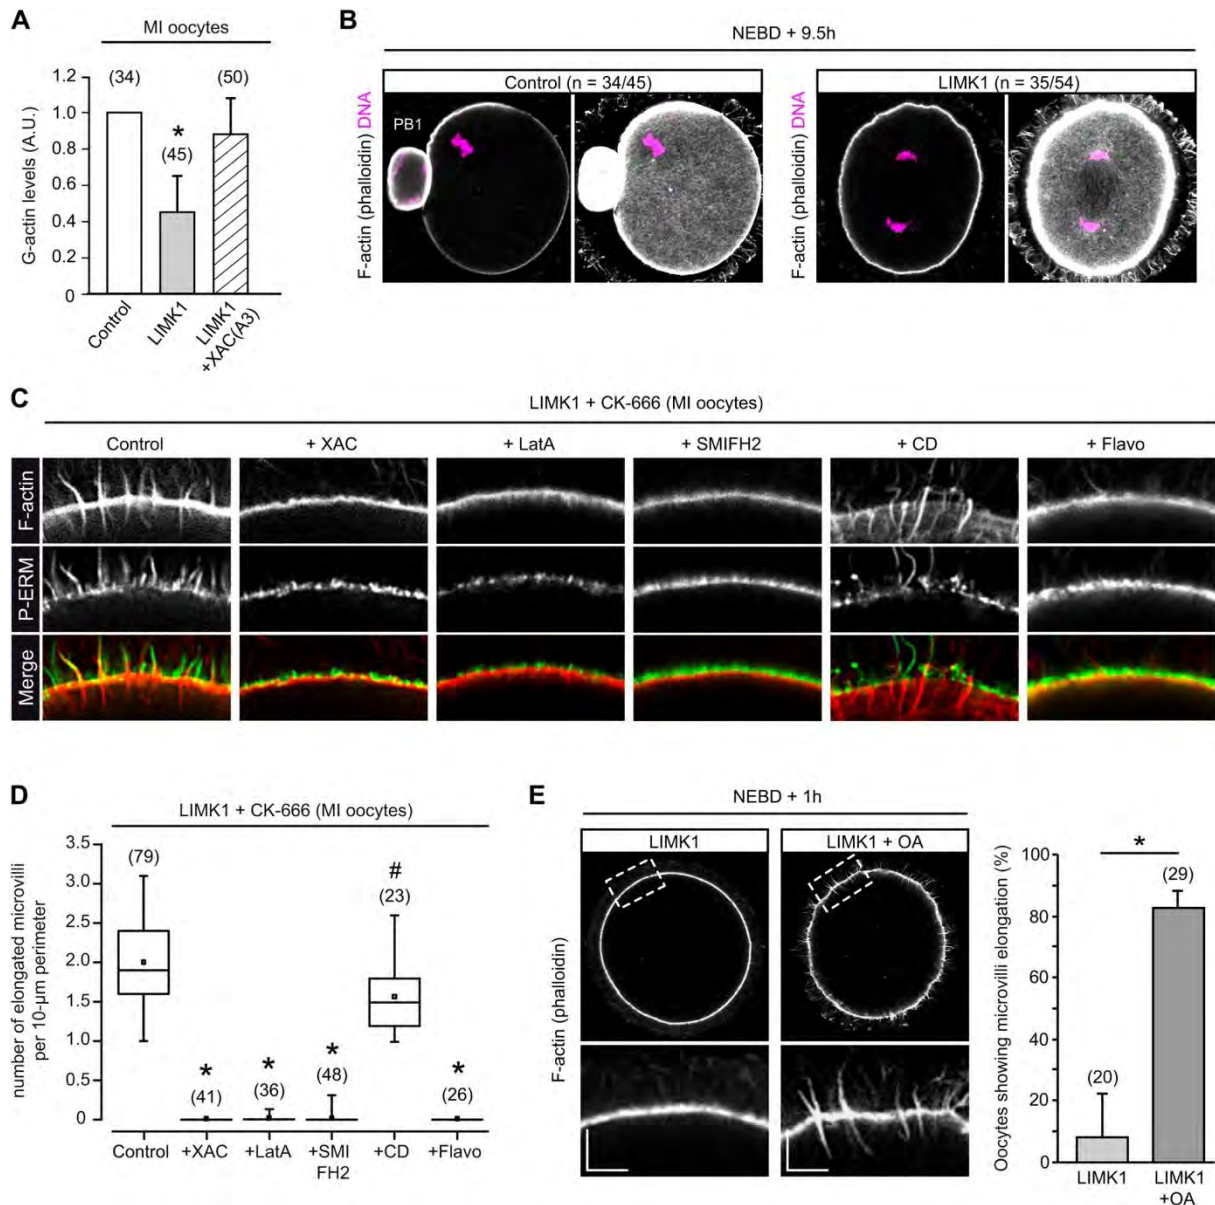 A
MI oocytes
G-actin levels (A.U.)
1.2
1.0
0.8
0.6
0.4
0.2
0
(34)
*
(45)
(50)
Control
LIMK1
LIMK1
+XAC(A3)
B
NEBD + 9.5h
F-actin (phalloidin) DNA
Control (n = 34/45)
PB1
F-actin (phalloidin) DNA
LIMK1 (n = 35/54)
C
LIMK1 + CK-666 (MI oocytes)
Control
+ XAC
+ LatA
+ SMIFH2
+ CD
+ Flavo
F-actin
P-ERM
Merge
D
LIMK1 + CK-666 (MI oocytes)
number of elongated microvilli
per 10-µm perimeter
3.5
3.0
2.5
2.0
1.5
1.0
0.5
0
(79)
*
(41)
*
(36)
*
(48)
#
(23)
*
(26)
Control
+XAC
+LatA
+SMI
FH2
+CD
+Flavo
E
NEBD + 1h
F-actin (phalloidin)
LIMK1
LIMK1 + OA
Oocytes showing microvilli elongation (%)
100
80
60
40
20
0
*
(20)
(29)
LIMK1
LIMK1
+OA